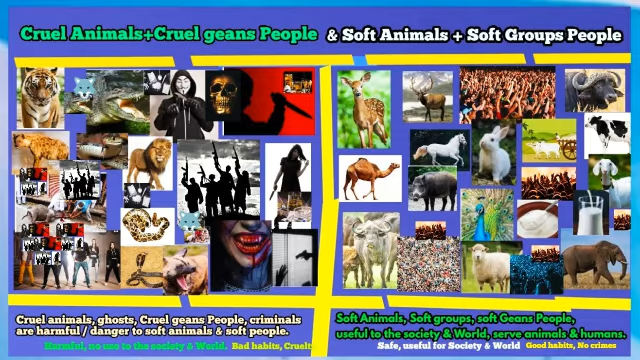 Cruel Animals+Cruel geans People & Soft Animals + Soft Groups People
Cruel animals, ghosts, Cruel geans People, criminals
are harmful / danger to soft animals & soft people.
Harmful, no use to the society & World. Bad habits, Cruelt
Soft Animals, Soft groups, soft Geans People,
useful to the society & World, serve animals & humans.
Safe, useful for Society & World Good habits, No crimes